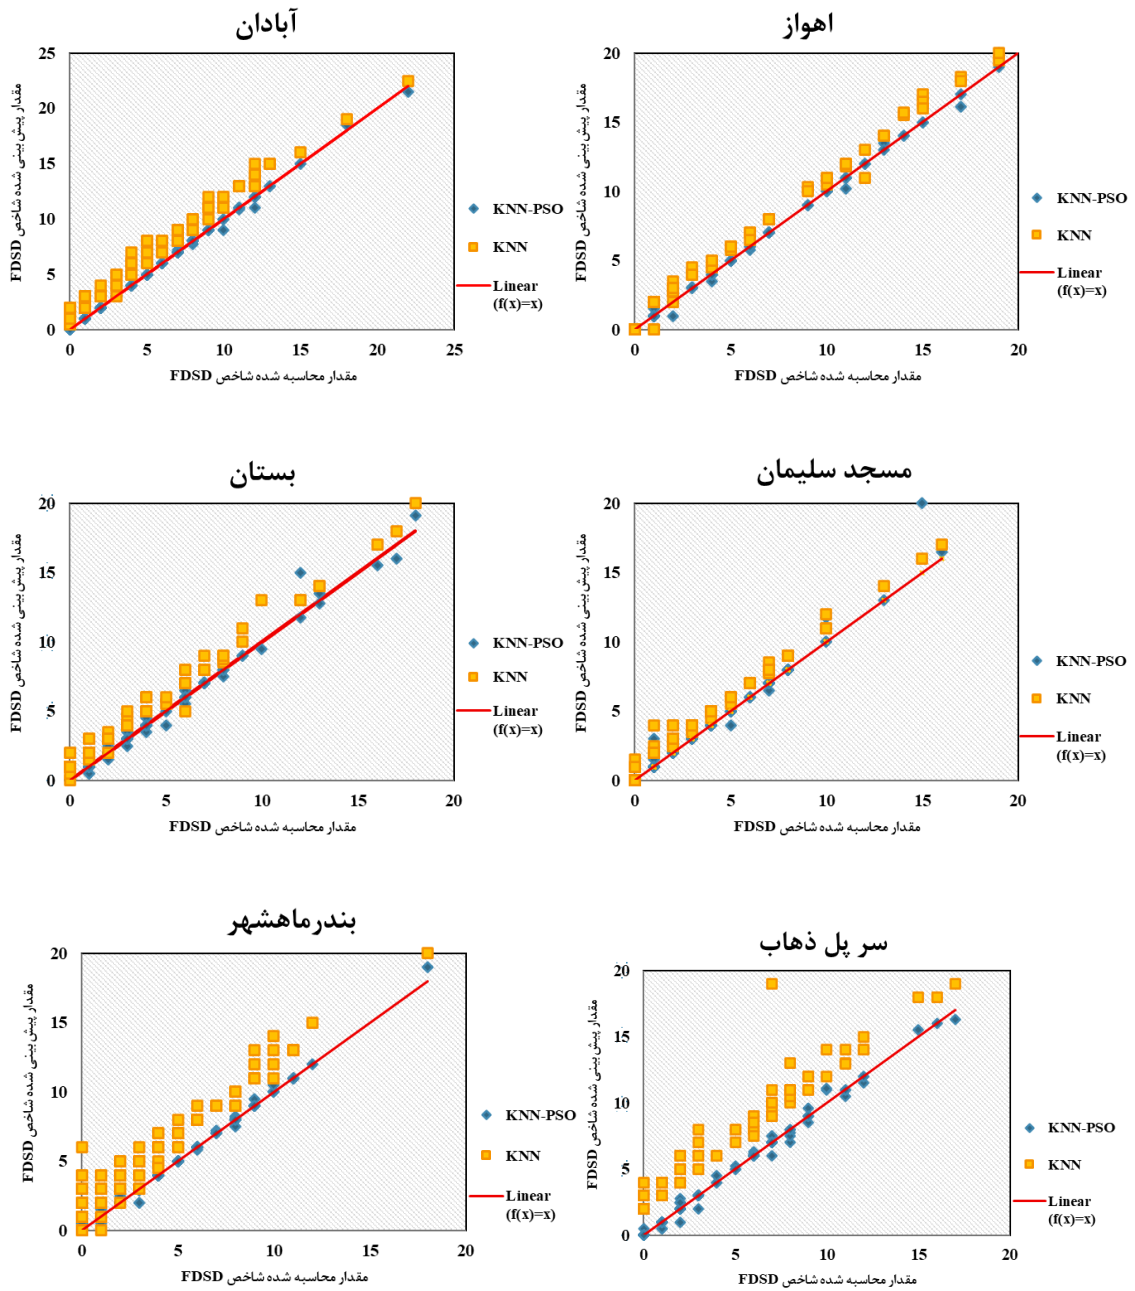 آبادان
مقدار پیش بینی شده شاخص FDSD
25
20
15
10
5
0
0 5 10 15 20 25
مقدار محاسبه شده شاخص FDSD
KNN-PSO
KNN
Linear
(f(x)=x)
اهواز
مقدار پیش بینی شده شاخص FDSD
20
15
10
5
0
0 5 10 15 20
مقدار محاسبه شده شاخص FDSD
KNN-PSO
KNN
Linear
(f(x)=x)
بستان
مقدار پیش بینی شده شاخص FDSD
20
15
10
5
0
0 5 10 15 20
مقدار محاسبه شده شاخص FDSD
KNN-PSO
KNN
Linear
(f(x)=x)
مسجد سلیمان
مقدار پیش بینی شده شاخص FDSD
20
15
10
5
0
0 5 10 15 20
مقدار محاسبه شده شاخص FDSD
KNN-PSO
KNN
Linear
(f(x)=x)
بندرماهشهر
مقدار پیش بینی شده شاخص FDSD
20
15
10
5
0
0 5 10 15 20
مقدار محاسبه شده شاخص FDSD
KNN-PSO
KNN
Linear
(f(x)=x)
سر پل ذهاب
مقدار پیش بینی شده شاخص FDSD
20
15
10
5
0
0 5 10 15 20
مقدار محاسبه شده شاخص FDSD
KNN-PSO
KNN
Linear
(f(x)=x)